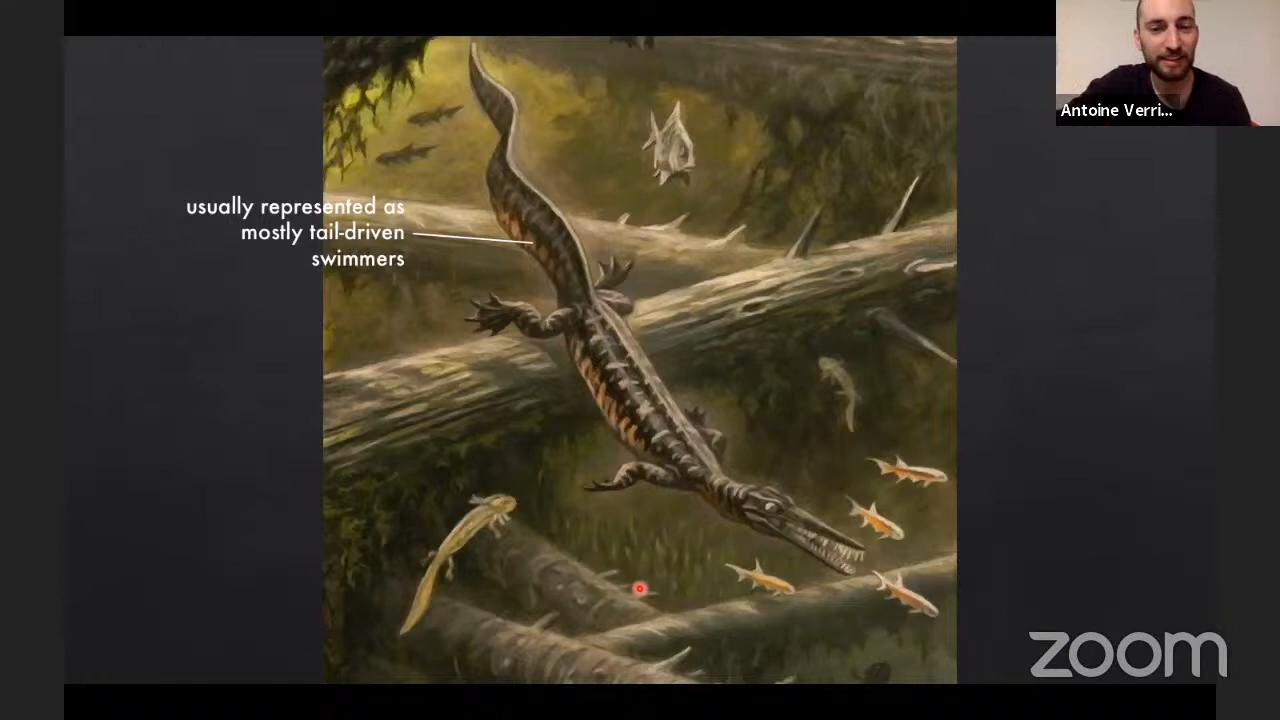 Antoine Verri...
usually represented as
mostly tail-driven
swimmers
zoom